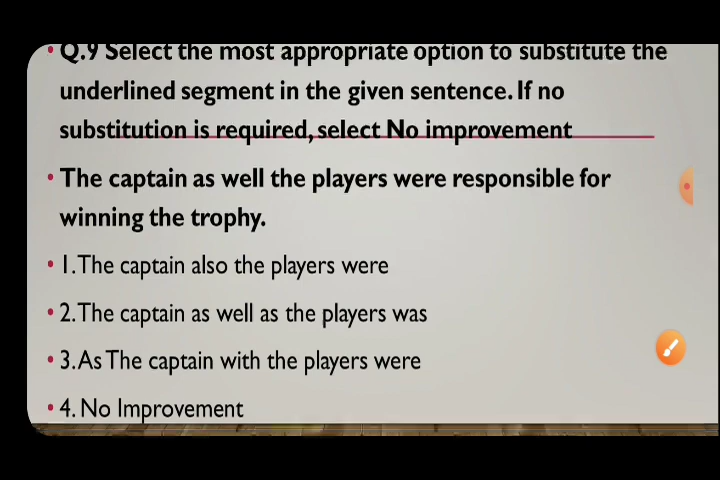 • Q.9 Select the most appropriate option to substitute the
underlined segment in the given sentence. If no
substitution is required, select No improvement
• The captain as well the players were responsible for
winning the trophy.
• 1. The captain also the players were
• 2. The captain as well as the players was
• 3. As The captain with the players were
• 4. No Improvement